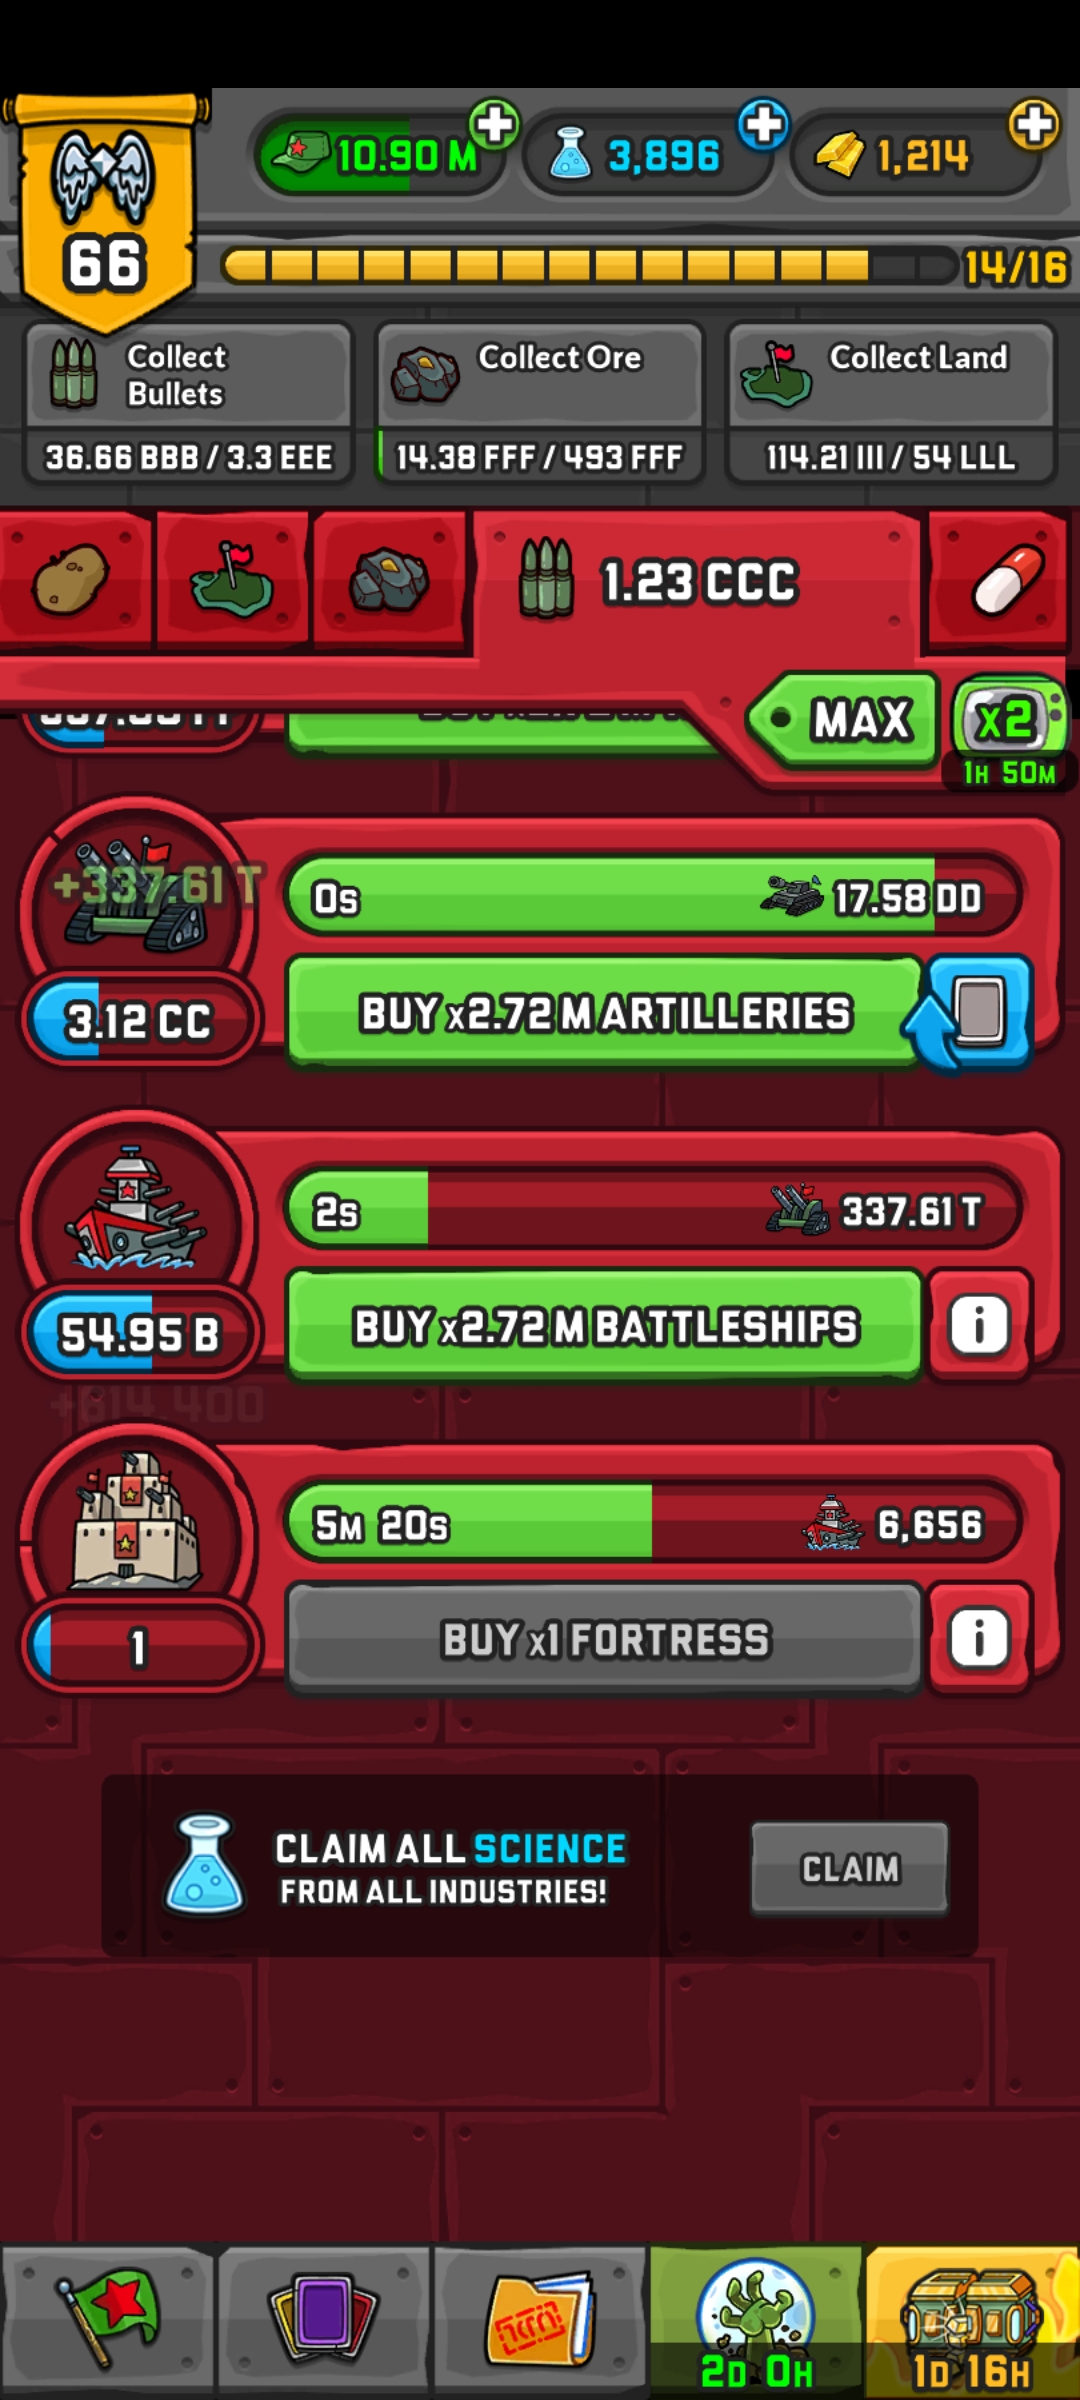 10.90 M
3,896
1,214
66
14/16
Collect
Bullets
36.66 BBB / 3.3 EEE
Collect Ore
14.38 FFF / 493 FFF
Collect Land
114.21 III / 54 LLL
1.23 CCC
MAX
x2
1H 50M
+337.61 T
0s
17.58 DD
3.12 CC
BUY x2.72 M ARTILLERIES
2s
337.61 T
54.95 B
BUY x2.72 M BATTLESHIPS
i
+614,400
5M 20s
6,656
1
BUY x1 FORTRESS
i
CLAIM ALL SCIENCE
FROM ALL INDUSTRIES!
CLAIM
2D 0H
1D 16H